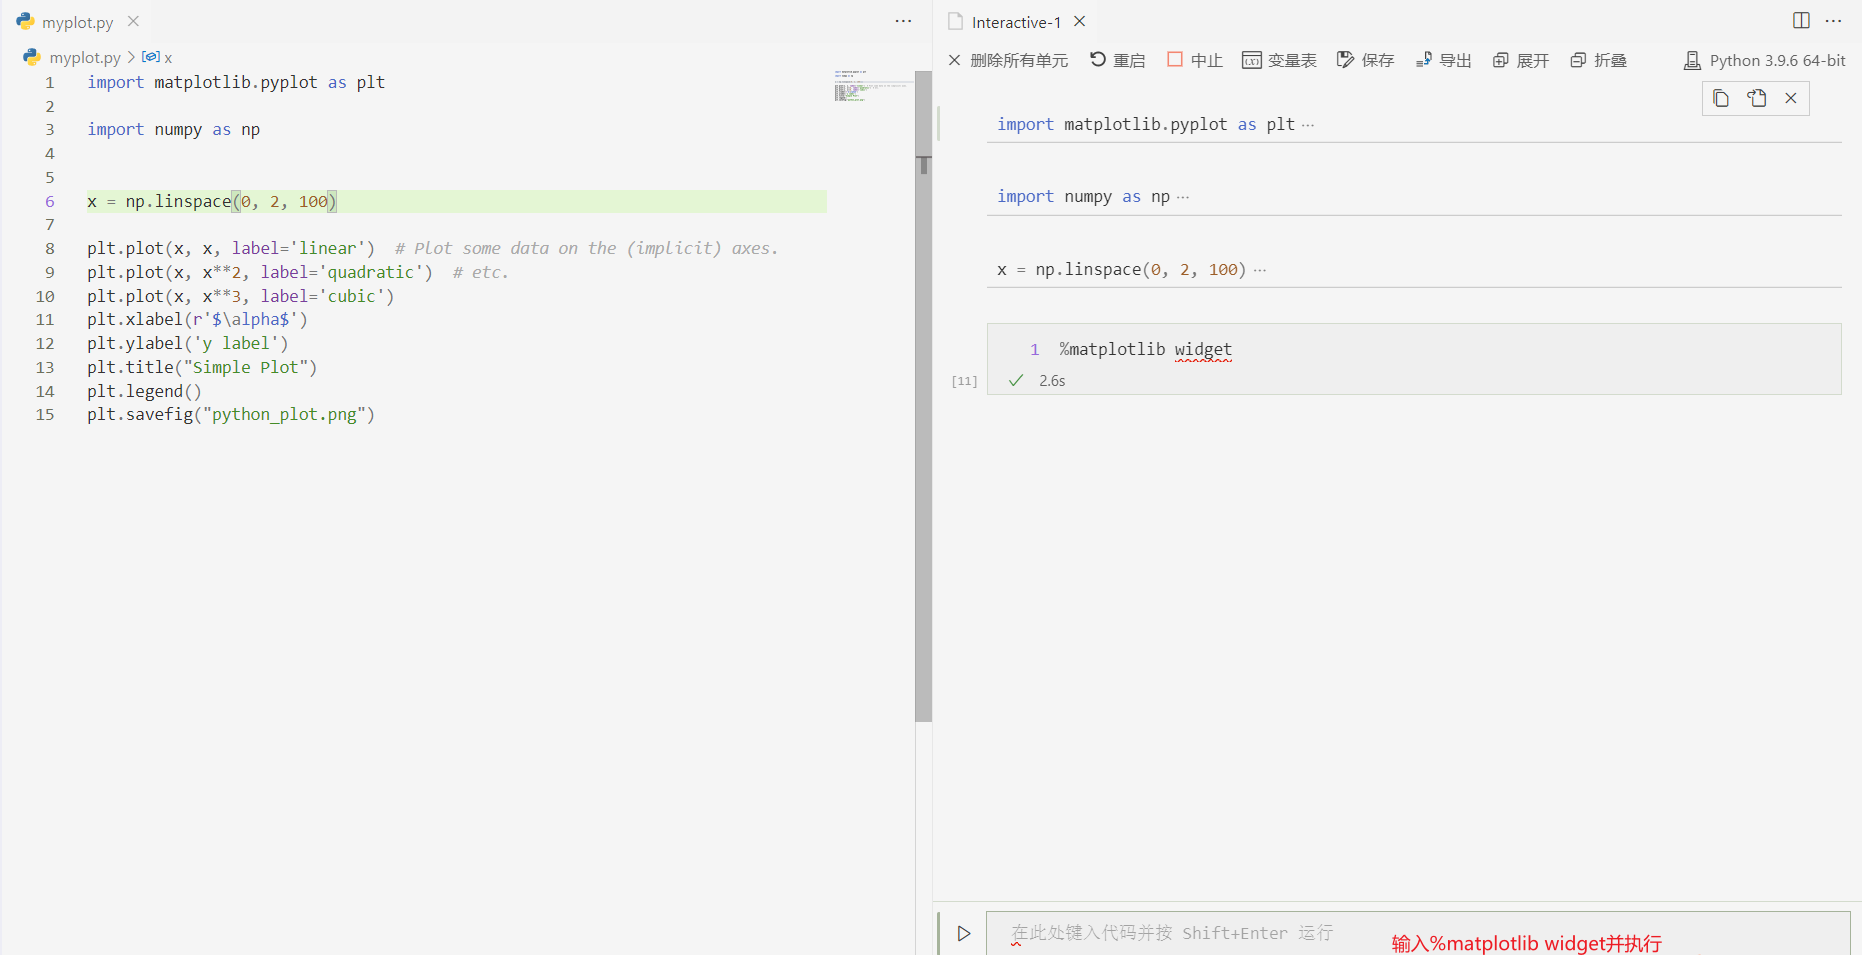 myplot.py
myplot.py > x
1 import matplotlib.pyplot as plt
2
3 import numpy as np
4
5
6 x = np.linspace(0, 2, 100)
7
8 plt.plot(x, x, label='linear')  # Plot some data on the (implicit) axes.
9 plt.plot(x, x**2, label='quadratic')  # etc.
10 plt.plot(x, x**3, label='cubic')
11 plt.xlabel(r'$\alpha$')
12 plt.ylabel('y label')
13 plt.title("Simple Plot")
14 plt.legend()
15 plt.savefig("python_plot.png")
Interactive-1
删除所有单元 重启 中止 变量表 保存 导出 展开 折叠 Python 3.9.6 64-bit
import matplotlib.pyplot as plt ···
import numpy as np ···
x = np.linspace(0, 2, 100) ···
1 %matplotlib widget
[11] 2.6s
在此处键入代码并按 Shift+Enter 运行
输入%matplotlib widget并执行